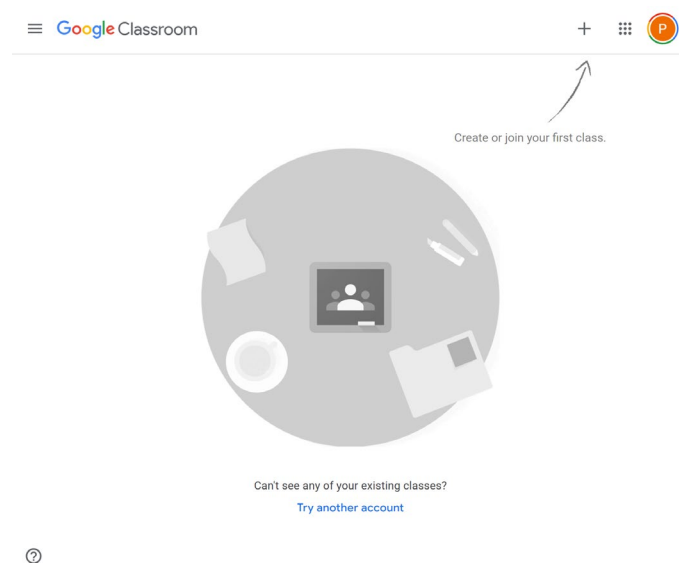 Google Classroom
P
Create or join your first class.
Can't see any of your existing classes?
Try another account
?